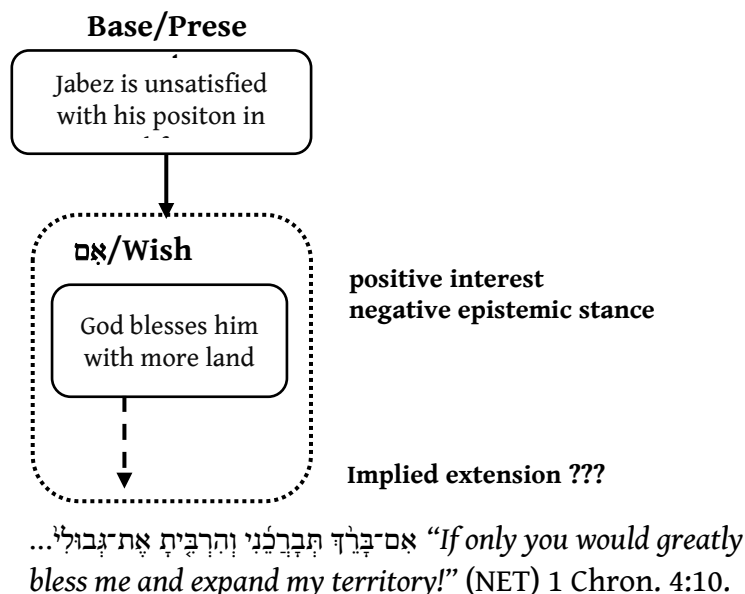 Base/Prese
Jabez is unsatisfied
with his positon in
אִם/Wish
God blesses him
with more land
positive interest
negative epistemic stance
Implied extension ???
אִם־בָּרֵ֨ךְ תְּבָרֲכֵ֜נִי וְהִרְבִּ֤יתָ אֶת־גְּבוּלִי֙... “If only you would greatly
bless me and expand my territory!” (NET) 1 Chron. 4:10.